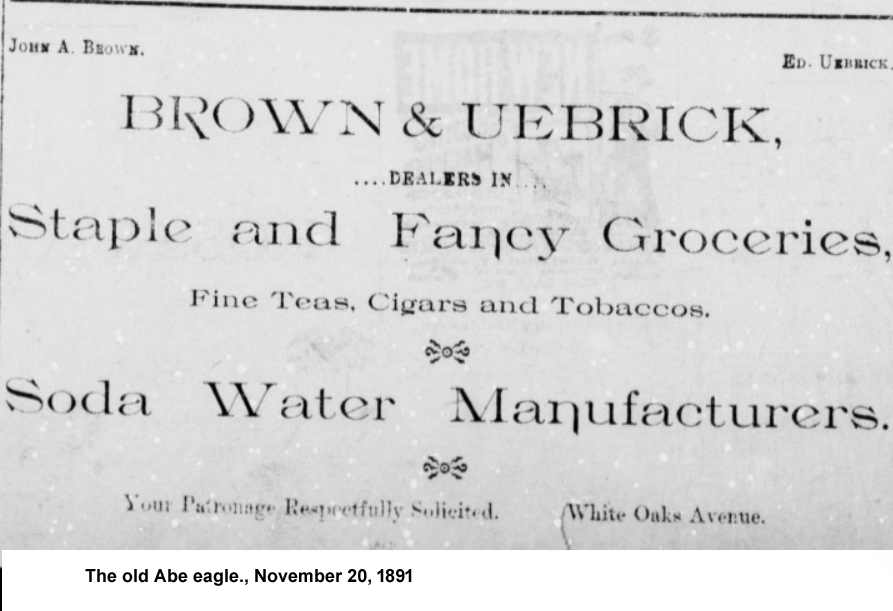 John A. Brown.
Ed. Uebrick.
BROWN & UEBRICK,
....DEALERS IN....
Staple and Fancy Groceries,
Fine Teas, Cigars and Tobaccos.
Soda Water Manufacturers.
Your Patronage Respectfully Solicited. White Oaks Avenue.
The old Abe eagle., November 20, 1891